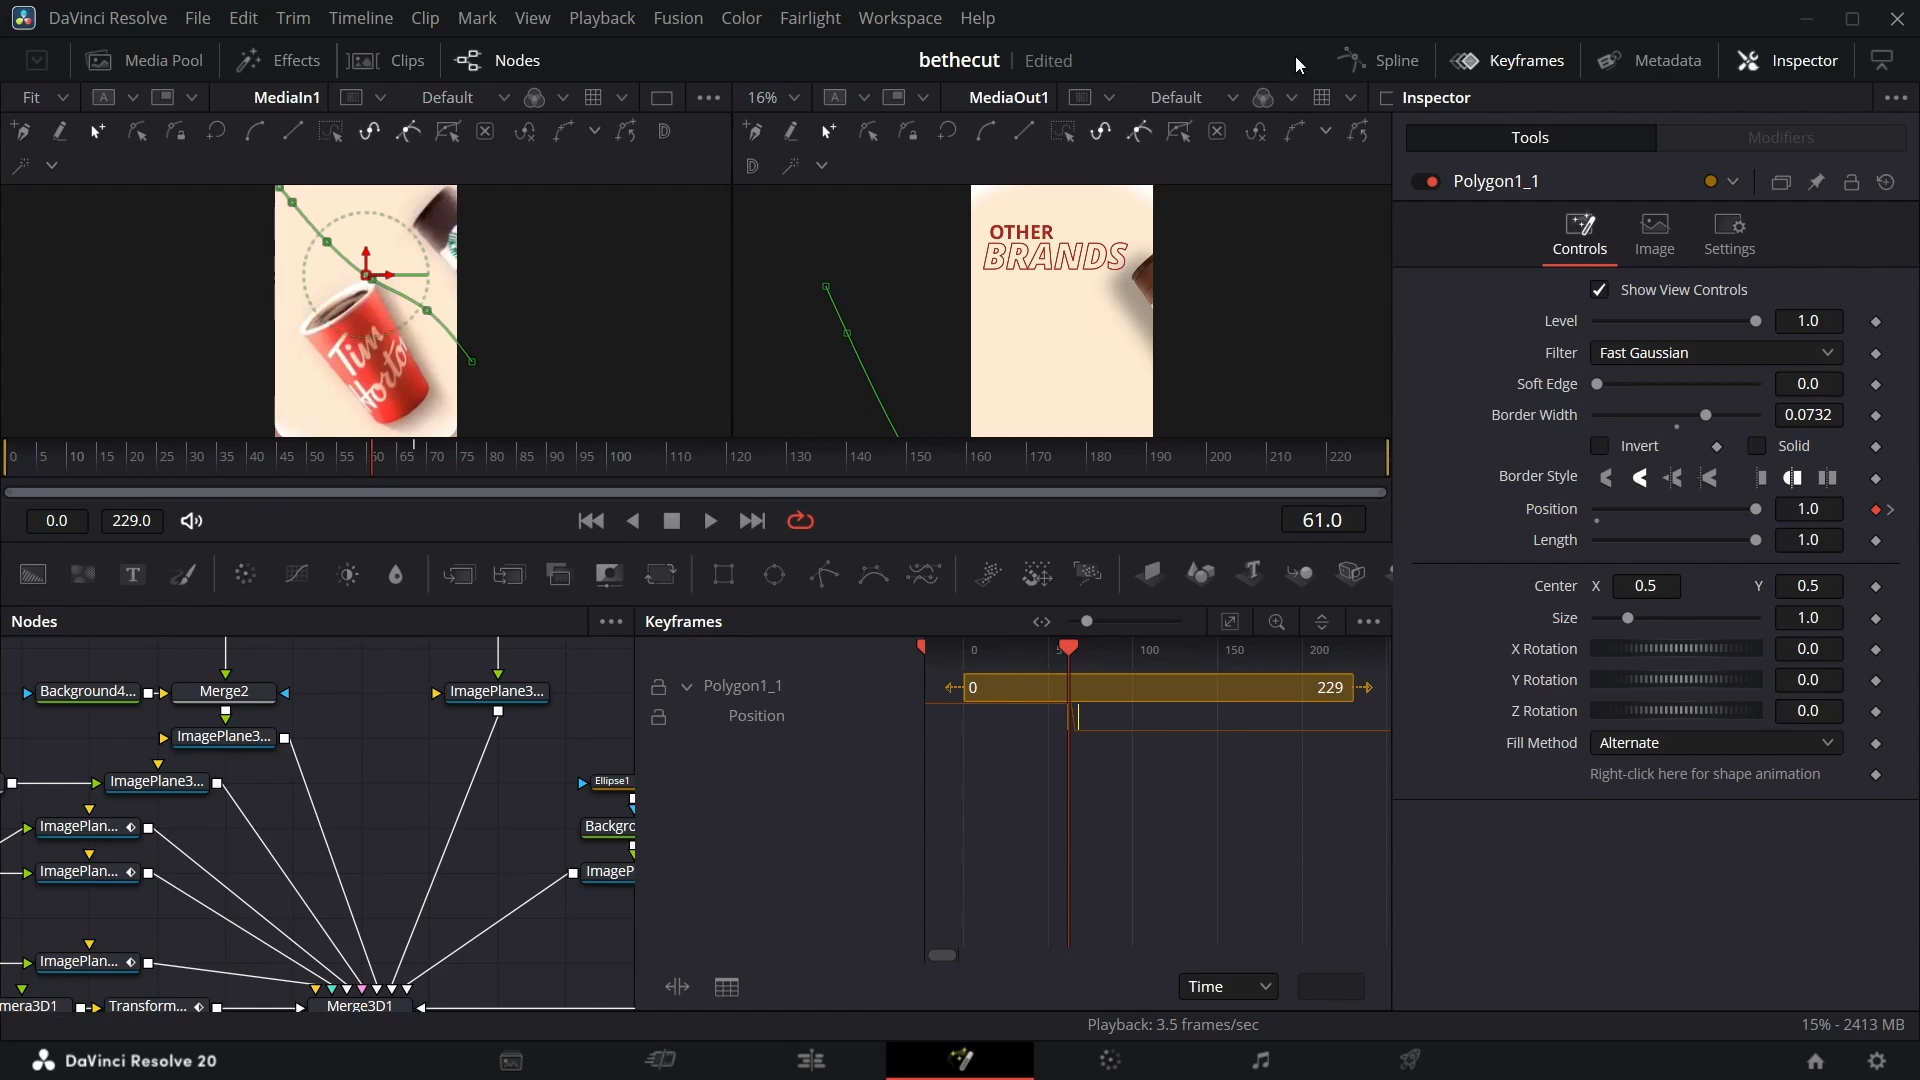 DaVinci Resolve File Edit Trim Timeline Clip Mark View Playback Fusion Color Fairlight Workspace Help
Media Pool Effects Clips Nodes bethecut Edited Spline Keyframes Metadata Inspector
Fit A MediaIn1 Default 16% A MediaOut1 Default Inspector
Tools Modifiers
Polygon1_1
Controls Image Settings
OTHER
BRANDS
Tim
Show View Controls
Level 1.0
Filter Fast Gaussian
Soft Edge 0.0
Border Width 0.0732
Invert Solid
Border Style
Position 1.0
Length 1.0
Center X 0.5 Y 0.5
Size 1.0
X Rotation 0.0
Y Rotation 0.0
Z Rotation 0.0
Fill Method Alternate
Right-click here for shape animation
0 5 10 15 20 25 30 35 40 45 50 55 60 65 70 75 80 85 90 95 100 110 120 130 140 150 160 170 180 190 200 210 220
0.0 229.0 61.0
Nodes
Background4... Merge2 ImagePlane3...
ImagePlane3...
ImagePlane3... Ellipse1
ImagePlan... Backgro
ImagePlan... ImageP
ImagePlan...
mera3D1 Transform... Merge3D1
Keyframes
0 5 100 150 200
Polygon1_1 0 229
Position
Time
Playback: 3.5 frames/sec 15% - 2413 MB
DaVinci Resolve 20